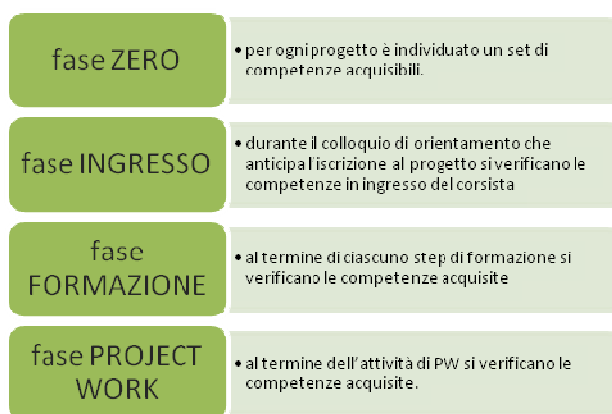 fase ZERO
• per ogni progetto è individuato un set di
competenze acquisibili.
fase INGRESSO
• durante il colloquio di orientamento che
anticipa l'iscrizione al progetto si verificano le
competenze in ingresso del corsista
fase
FORMAZIONE
• al termine di ciascuno step di formazione si
verificano le competenze acquisite
fase PROJECT
WORK
• al termine dell'attività di PW si verificano le
competenze acquisite.